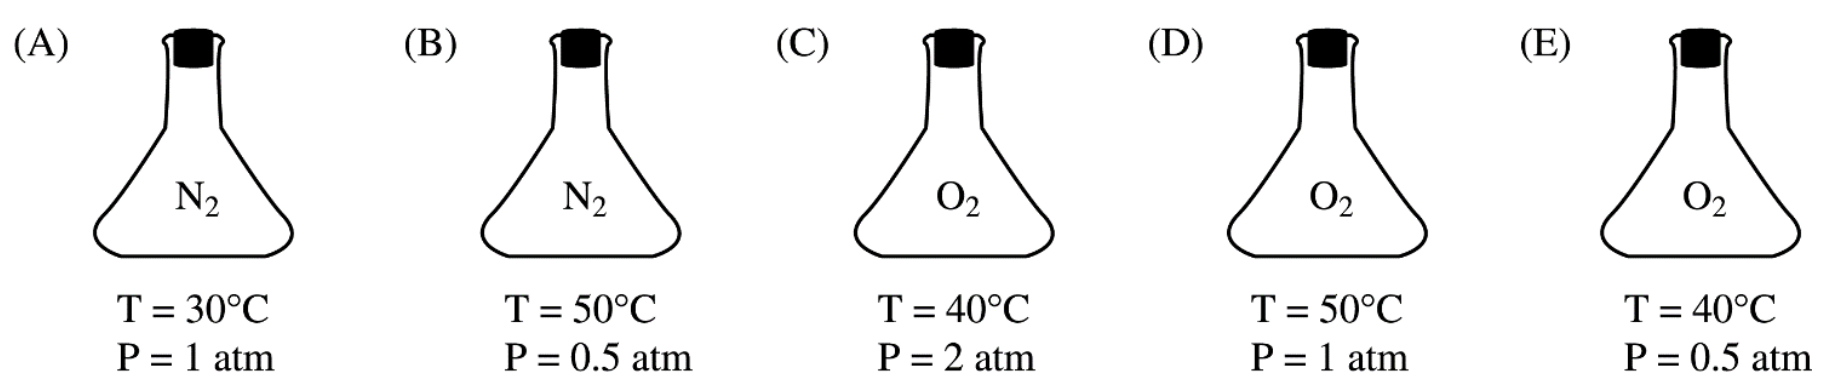 (A) (B) (C) (D) (E)
N₂ N₂ O₂ O₂ O₂
T = 30°C T = 50°C T = 40°C T = 50°C T = 40°C
P = 1 atm P = 0.5 atm P = 2 atm P = 1 atm P = 0.5 atm